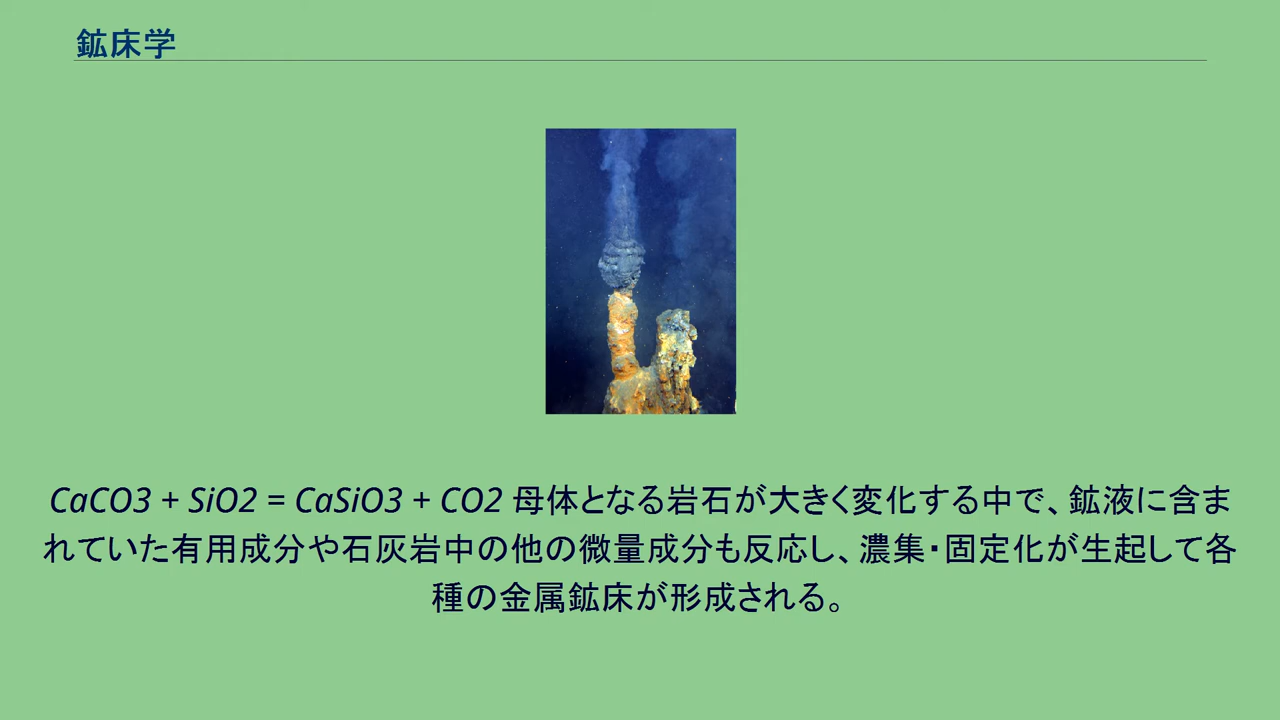 鉱床学
CaCO3 + SiO2 = CaSiO3 + CO2 母体となる岩石が大きく変化する中で、鉱液に含ま
れていた有用成分や石灰岩中の他の微量成分も反応し、濃集・固定化が生起して各
種の金属鉱床が形成される。